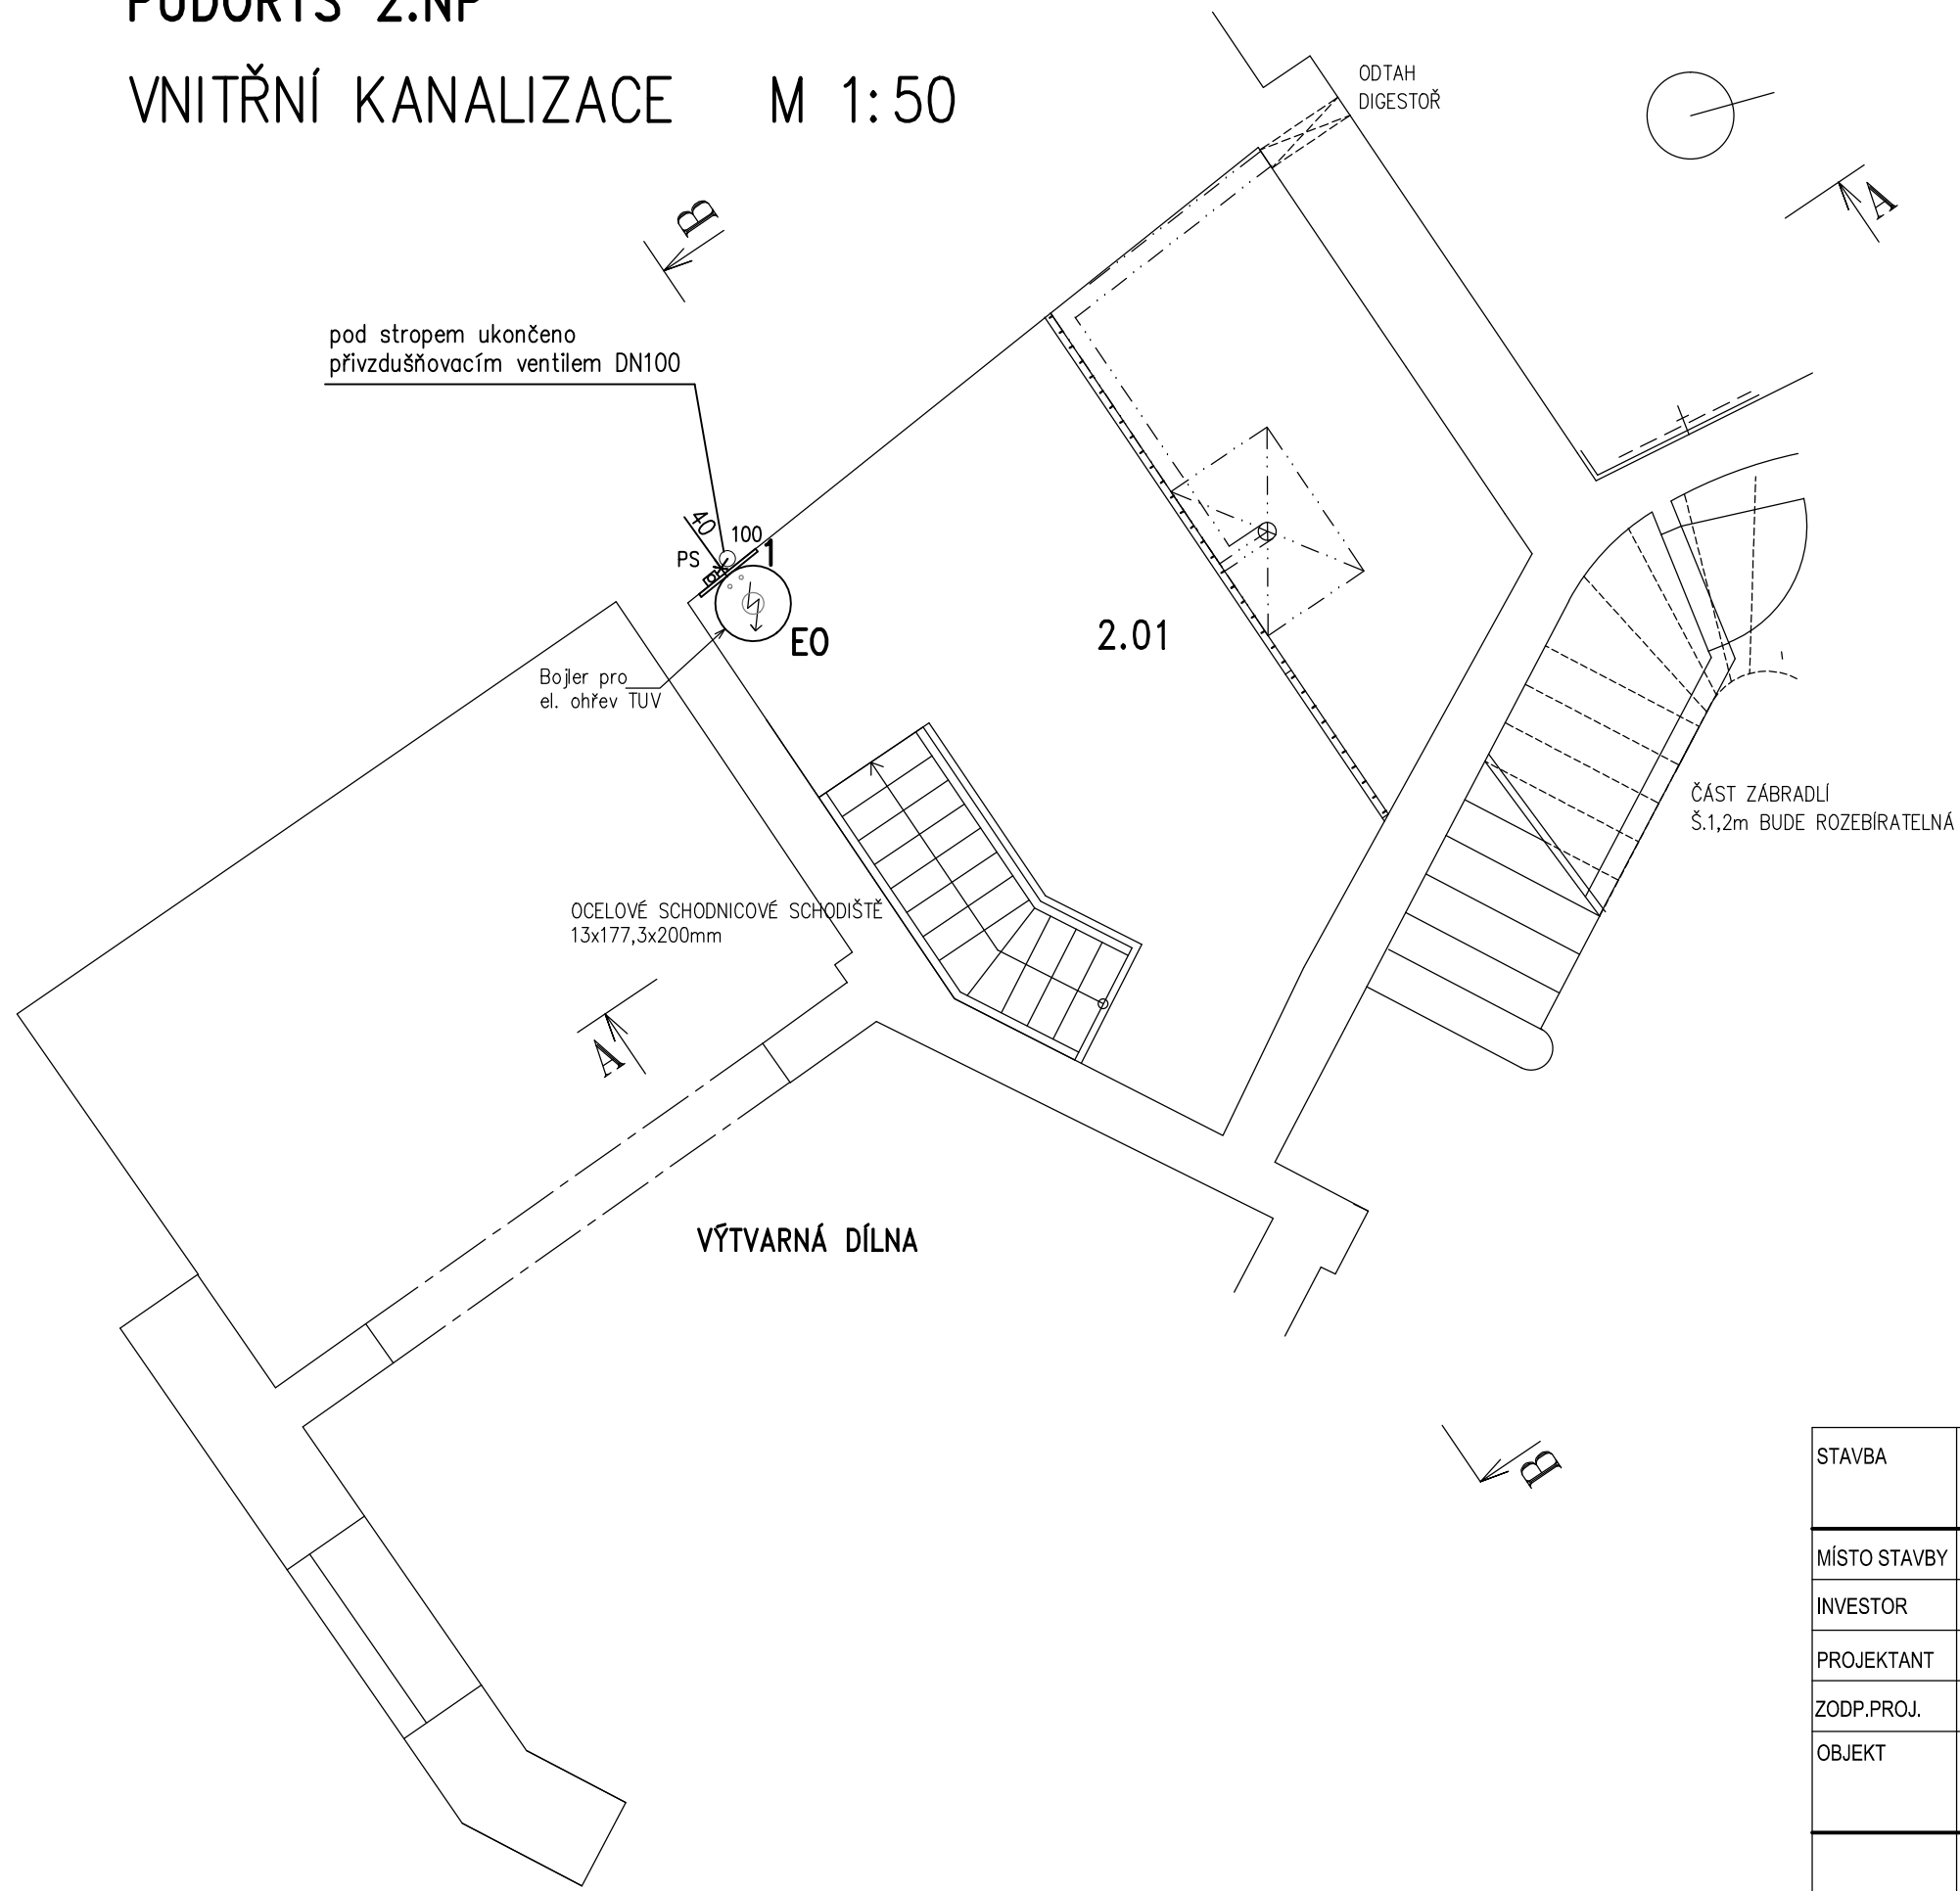 PŮDORYS 2.NP
VNITŘNÍ KANALIZACE M 1:50
ODTAH
DIGESTOŘ
A
B
pod stropem ukončeno
přivzdušňovacím ventilem DN100
40
100
1
PS
EO
2.01
Bojler pro
el. ohřev TUV
ČÁST ZÁBRADLÍ
Š.1,2m BUDE ROZEBÍRATELNÁ
OCELOVÉ SCHODNICOVÉ SCHODIŠTĚ
13x177,3x200mm
A
VÝTVARNÁ DÍLNA
B
STAVBA
MÍSTO STAVBY
INVESTOR
PROJEKTANT
ZODP.PROJ.
OBJEKT